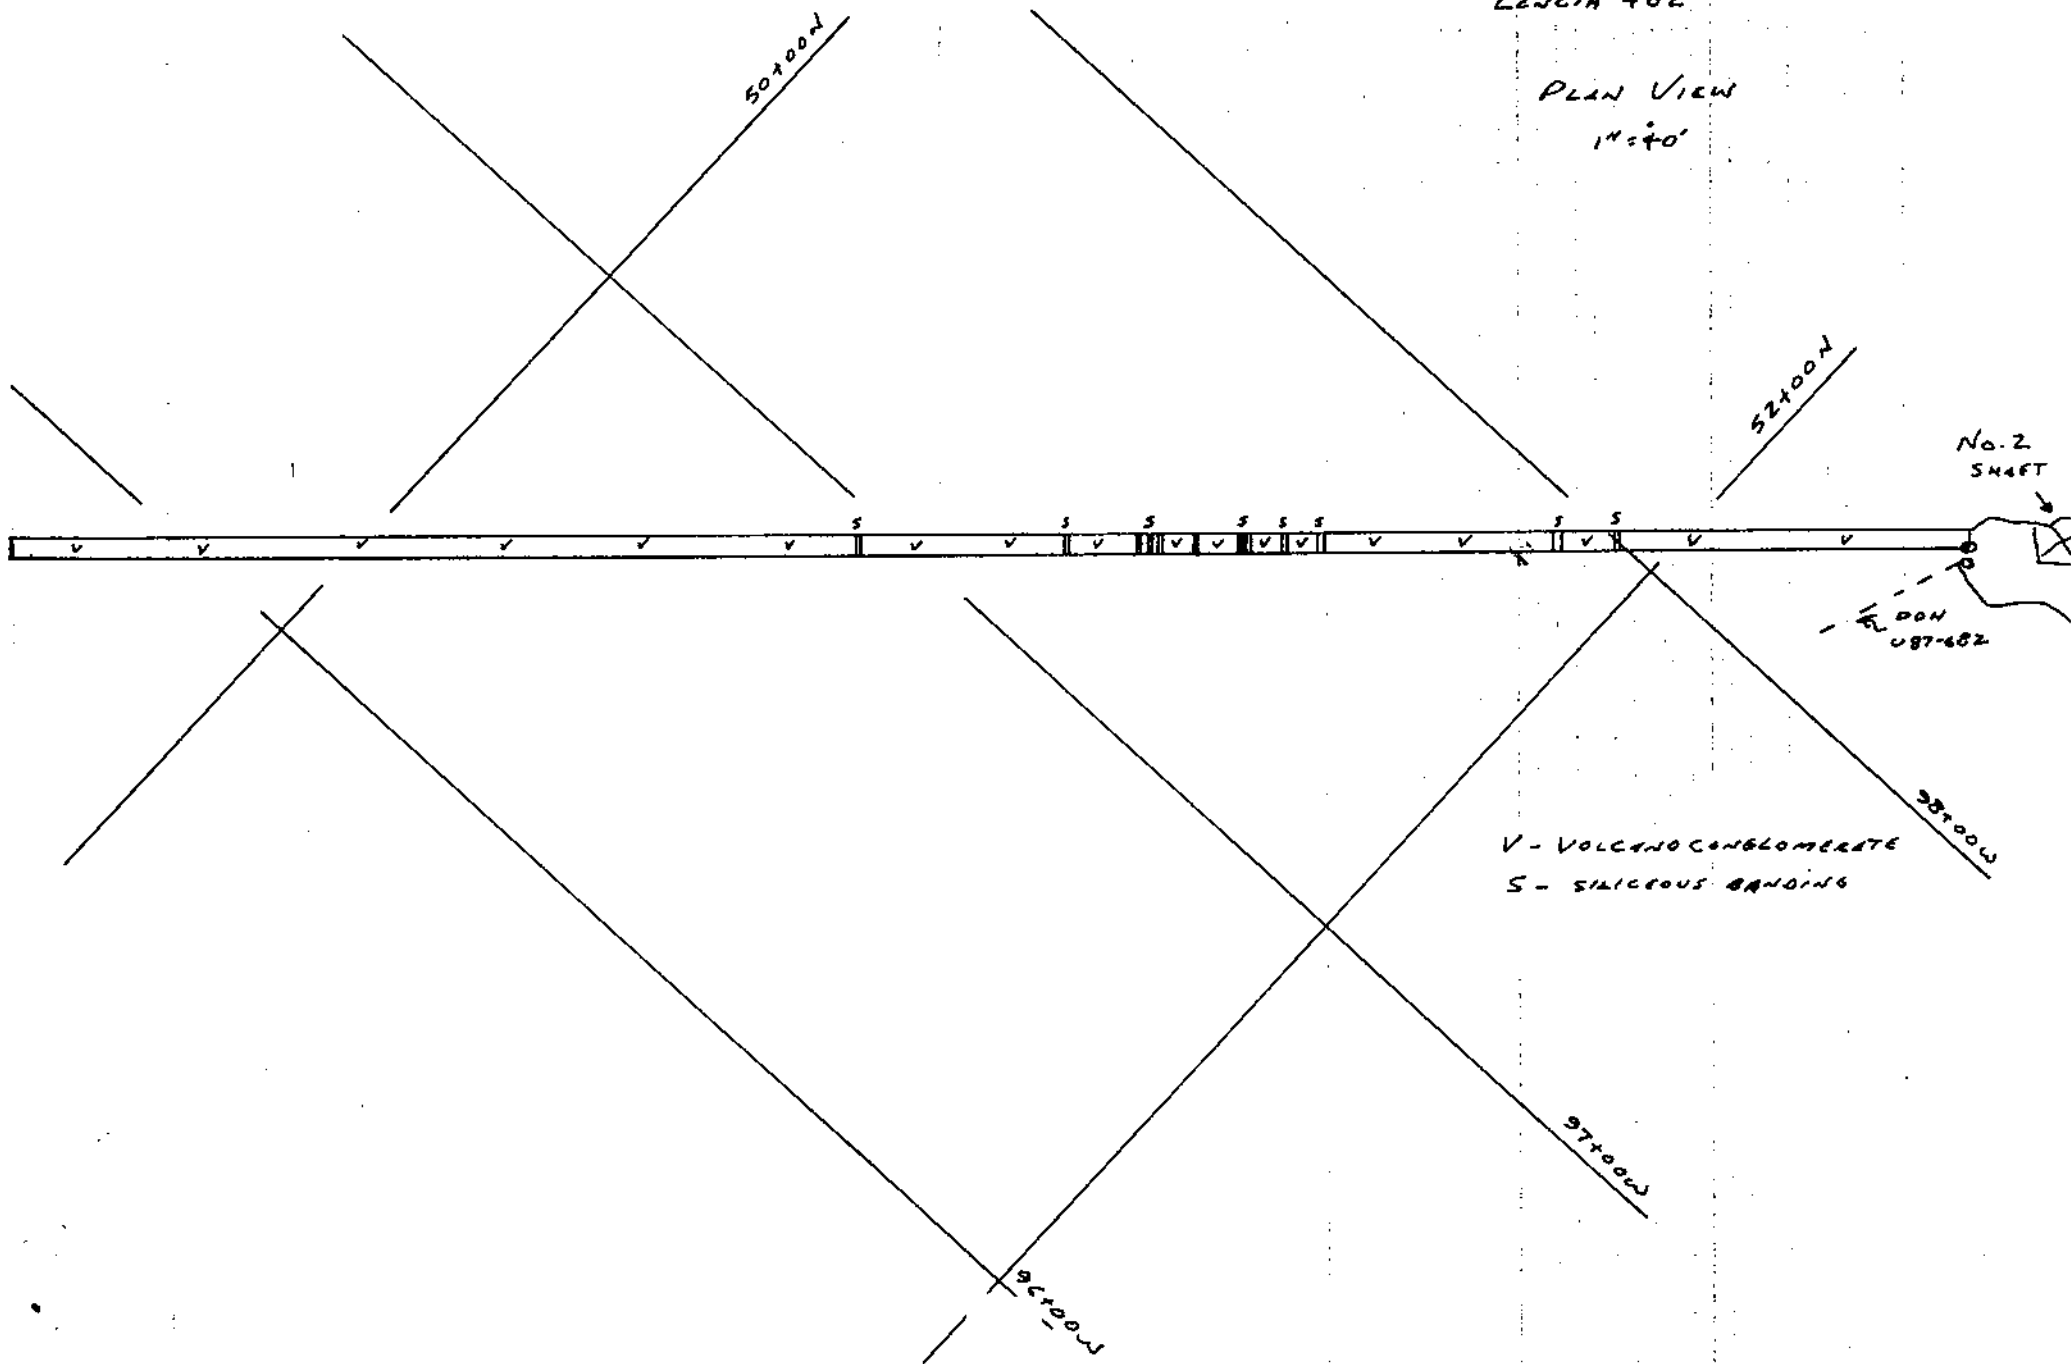 PLAN VIEW
1"=40'
50+00N
52+00N
No. 2
SHAFT
S S S S S S S S
V V V V V V V V V V V V V V V V V V
DDH
U87-682
98+00W
V - VOLCANOCONGLOMERATE
S - SILICEOUS BANDING
97+00W
96+00W